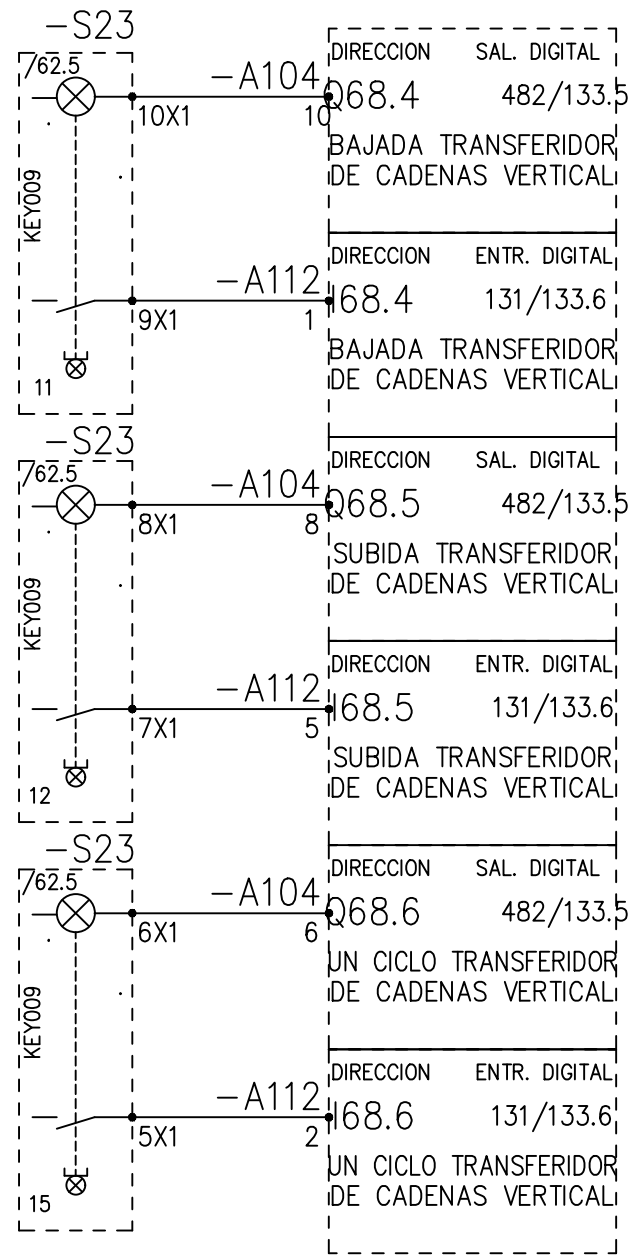 -S23
/62.5
-A104
10X1
10
DIRECCION SAL. DIGITAL
Q68.4 482/133.5
BAJADA TRANSFERIDOR
DE CADENAS VERTICAL
KEY009
-A112
9X1
1
DIRECCION ENTR. DIGITAL
I68.4 131/133.6
BAJADA TRANSFERIDOR
DE CADENAS VERTICAL
11
-S23
/62.5
-A104
8X1
8
DIRECCION SAL. DIGITAL
Q68.5 482/133.5
SUBIDA TRANSFERIDOR
DE CADENAS VERTICAL
KEY009
-A112
7X1
5
DIRECCION ENTR. DIGITAL
I68.5 131/133.6
SUBIDA TRANSFERIDOR
DE CADENAS VERTICAL
12
-S23
/62.5
-A104
6X1
6
DIRECCION SAL. DIGITAL
Q68.6 482/133.5
UN CICLO TRANSFERIDOR
DE CADENAS VERTICAL
KEY009
-A112
5X1
2
DIRECCION ENTR. DIGITAL
I68.6 131/133.6
UN CICLO TRANSFERIDOR
DE CADENAS VERTICAL
15